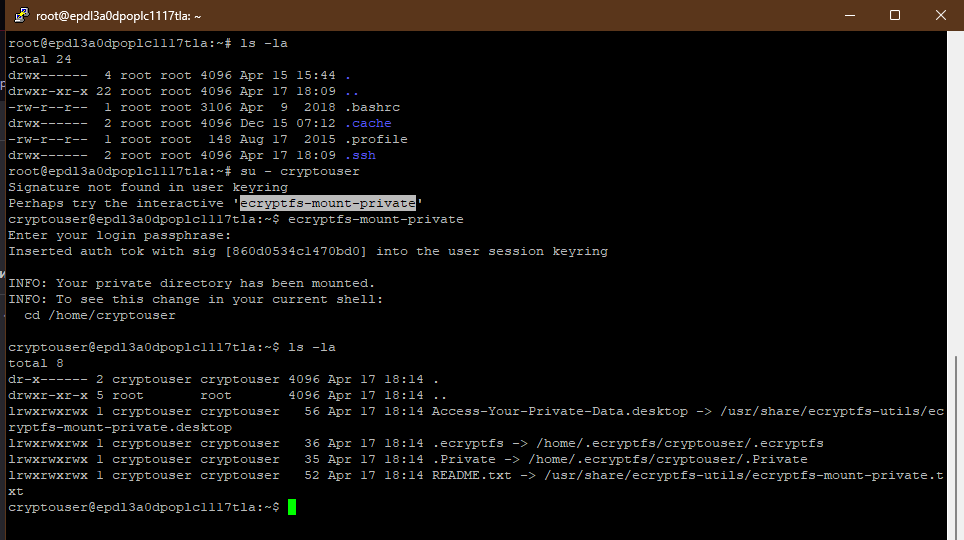 root@epdl3a0dpoplc1117tla: ~
root@epdl3a0dpoplc1117tla:~# ls -la
total 24
drwx------  4 root root 4096 Apr 15 15:44 .
drwxr-xr-x 22 root root 4096 Apr 17 18:09 ..
-rw-r--r--  1 root root 3106 Apr  9  2018 .bashrc
drwx------  2 root root 4096 Dec 15 07:12 .cache
-rw-r--r--  1 root root  148 Aug 17  2015 .profile
drwx------  2 root root 4096 Apr 17 18:09 .ssh
root@epdl3a0dpoplc1117tla:~# su - cryptouser
Signature not found in user keyring
Perhaps try the interactive 'ecryptfs-mount-private'
cryptouser@epdl3a0dpoplc1117tla:~$ ecryptfs-mount-private
Enter your login passphrase:
Inserted auth tok with sig [860d0534c1470bd0] into the user session keyring
INFO: Your private directory has been mounted.
INFO: To see this change in your current shell:
  cd /home/cryptouser
cryptouser@epdl3a0dpoplc1117tla:~$ ls -la
total 8
dr-x------ 2 cryptouser cryptouser 4096 Apr 17 18:14 .
drwxr-xr-x 5 root       root       4096 Apr 17 18:14 ..
lrwxrwxrwx 1 cryptouser cryptouser   56 Apr 17 18:14 Access-Your-Private-Data.desktop -> /usr/share/ecryptfs-utils/ec
ryptfs-mount-private.desktop
lrwxrwxrwx 1 cryptouser cryptouser   36 Apr 17 18:14 .ecryptfs -> /home/.ecryptfs/cryptouser/.ecryptfs
lrwxrwxrwx 1 cryptouser cryptouser   35 Apr 17 18:14 .Private -> /home/.ecryptfs/cryptouser/.Private
lrwxrwxrwx 1 cryptouser cryptouser   52 Apr 17 18:14 README.txt -> /usr/share/ecryptfs-utils/ecryptfs-mount-private.t
xt
cryptouser@epdl3a0dpoplc1117tla:~$